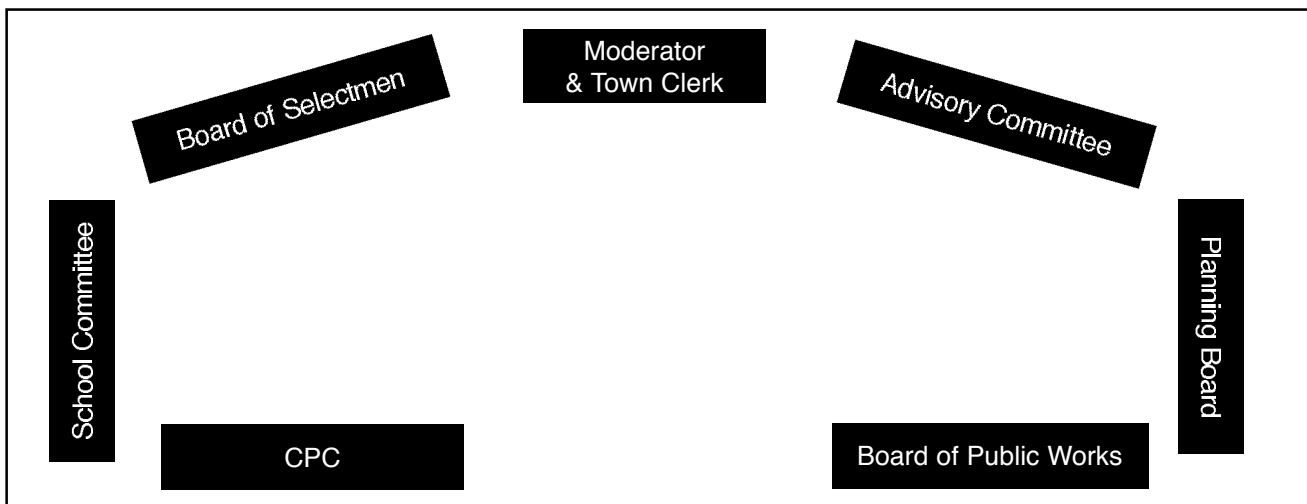 Moderator
& Town Clerk
Board of Selectmen
Advisory Committee
School Committee
Planning Board
CPC
Board of Public Works